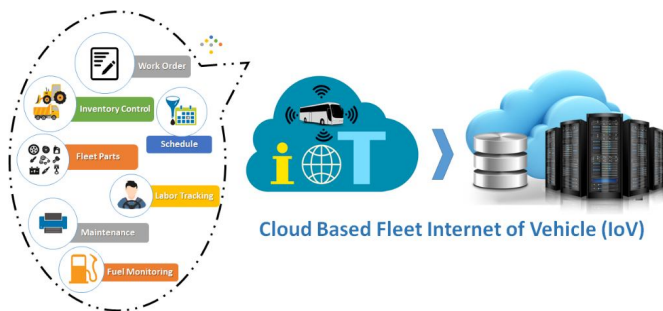 Work Order
Inventory Control
Schedule
Fleet Parts
Labor Tracking
Maintenance
Fuel Monitoring
ioT
Cloud Based Fleet Internet of Vehicle (IoV)